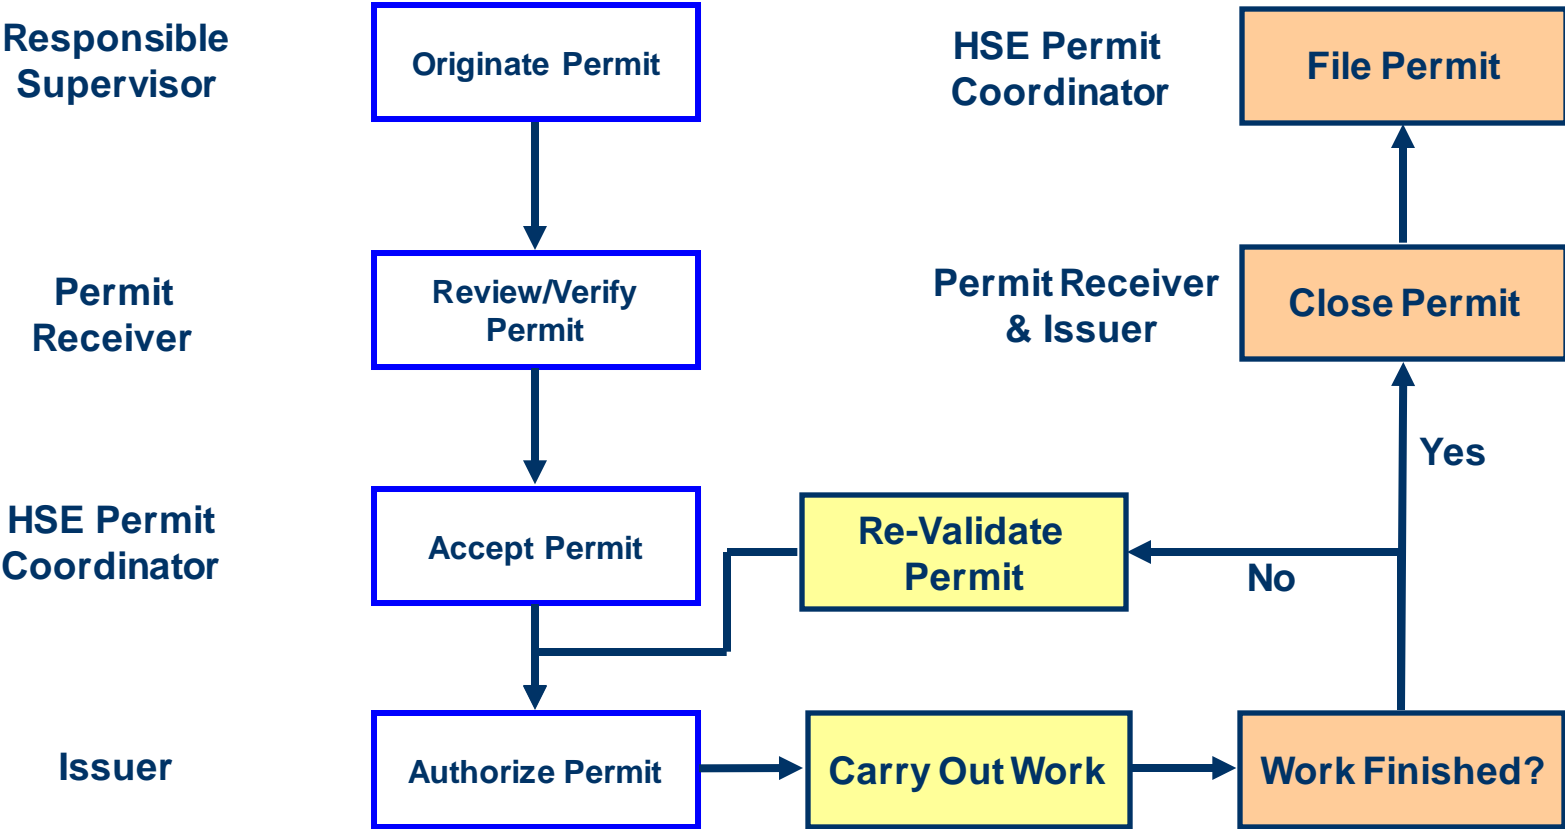 Responsible
Supervisor
Originate Permit
HSE Permit
Coordinator
File Permit
Permit
Receiver
Review/Verify
Permit
Permit Receiver
& Issuer
Close Permit
Yes
HSE Permit
Coordinator
Accept Permit
Re-Validate
Permit
No
Issuer
Authorize Permit
Carry Out Work
Work Finished?